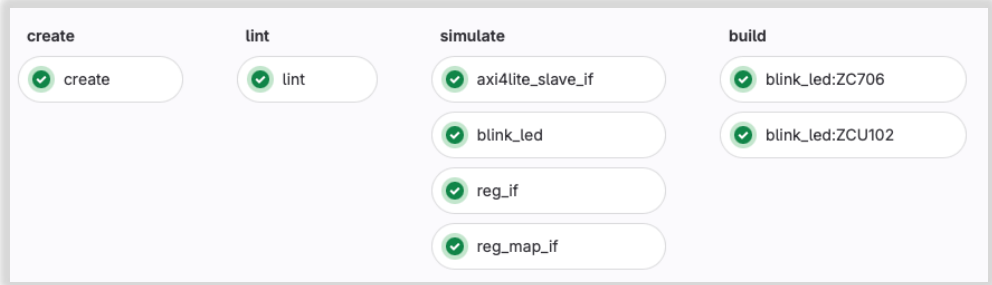 create
create
lint
lint
simulate
axi4lite_slave_if
blink_led
reg_if
reg_map_if
build
blink_led:ZC706
blink_led:ZCU102